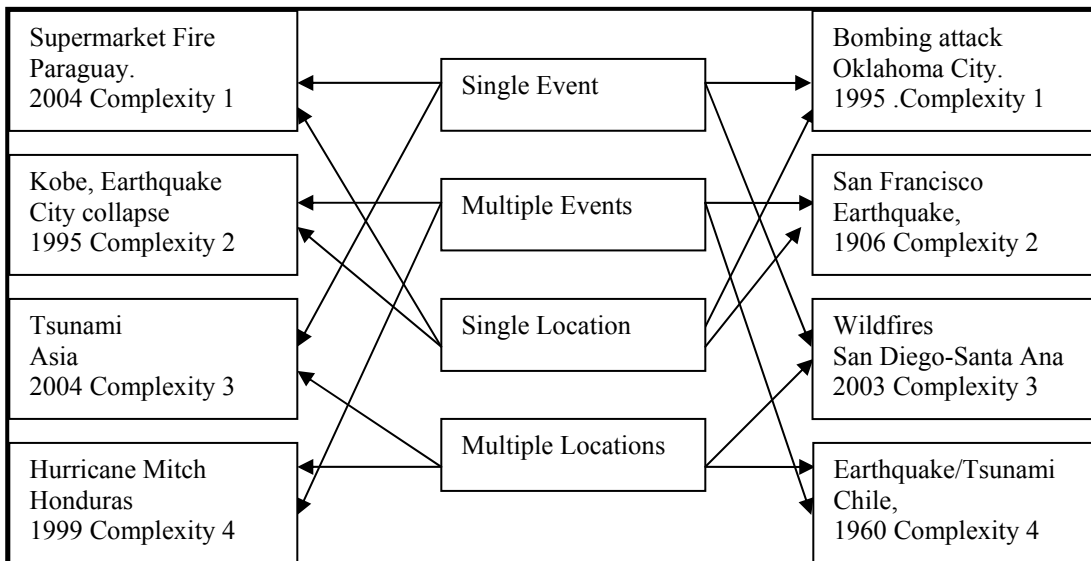 Supermarket Fire
Paraguay.
2004 Complexity 1
Kobe, Earthquake
City collapse
1995 Complexity 2
Tsunami
Asia
2004 Complexity 3
Hurricane Mitch
Honduras
1999 Complexity 4
Single Event
Multiple Events
Single Location
Multiple Locations
Bombing attack
Oklahoma City.
1995 .Complexity 1
San Francisco
Earthquake,
1906 Complexity 2
Wildfires
San Diego-Santa Ana
2003 Complexity 3
Earthquake/Tsunami
Chile,
1960 Complexity 4